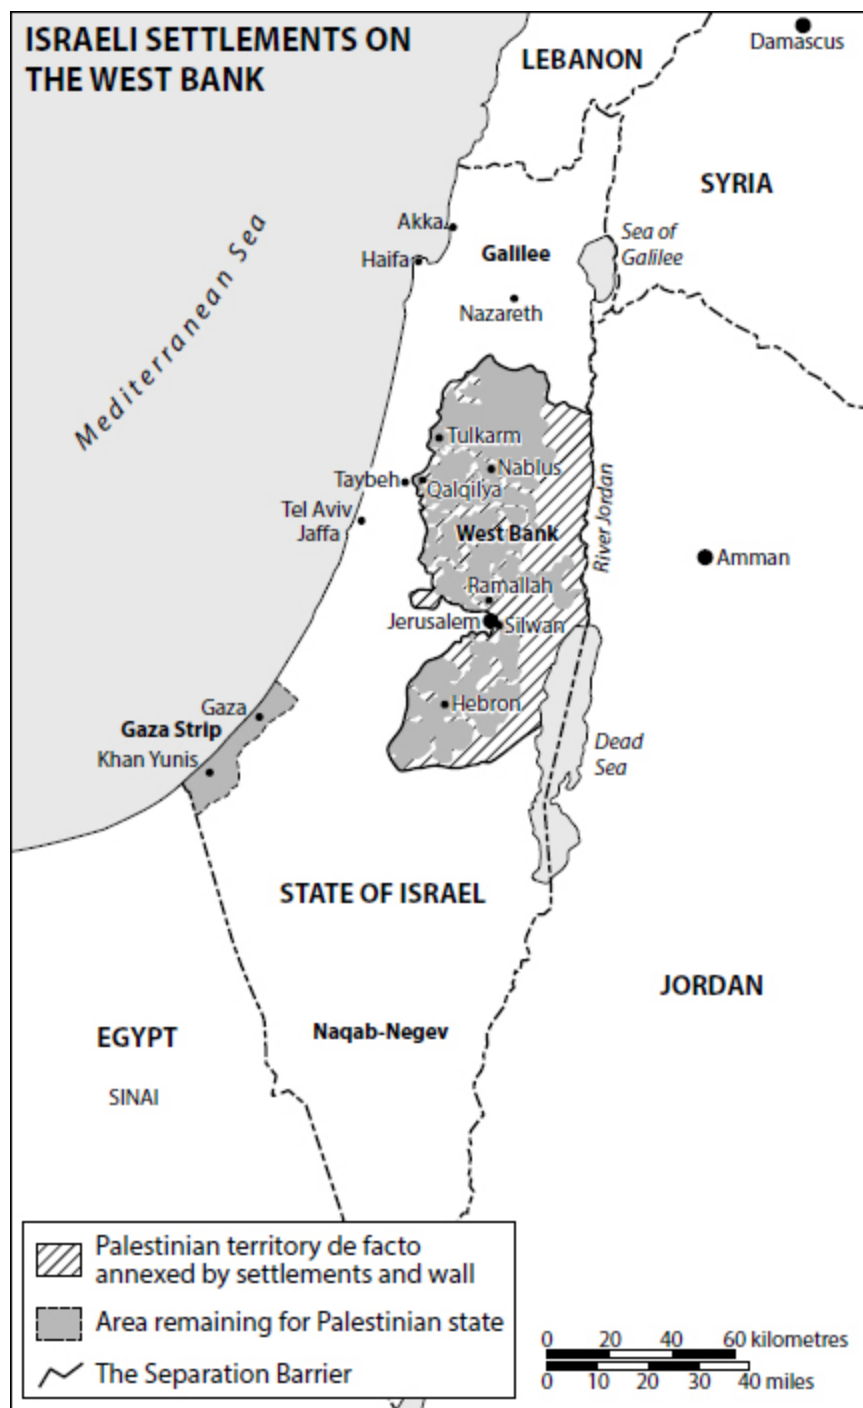 ISRAELI SETTLEMENTS ON
THE WEST BANK
LEBANON
Damascus
SYRIA
Akka
Haifa
Galilee
Sea of
Galilee
Nazareth
Mediterranean Sea
Tulkarm
Nablus
Taybeh
Qalqilya
Tel Aviv
Jaffa
West Bank
River Jordan
Amman
Ramallah
Jerusalem
Silwan
Gaza
Hebron
Gaza Strip
Khan Yunis
Dead
Sea
STATE OF ISRAEL
JORDAN
EGYPT
Naqab-Negev
SINAI
Palestinian territory de facto
annexed by settlements and wall
Area remaining for Palestinian state
The Separation Barrier
0 20 40 60 kilometres
0 10 20 30 40 miles